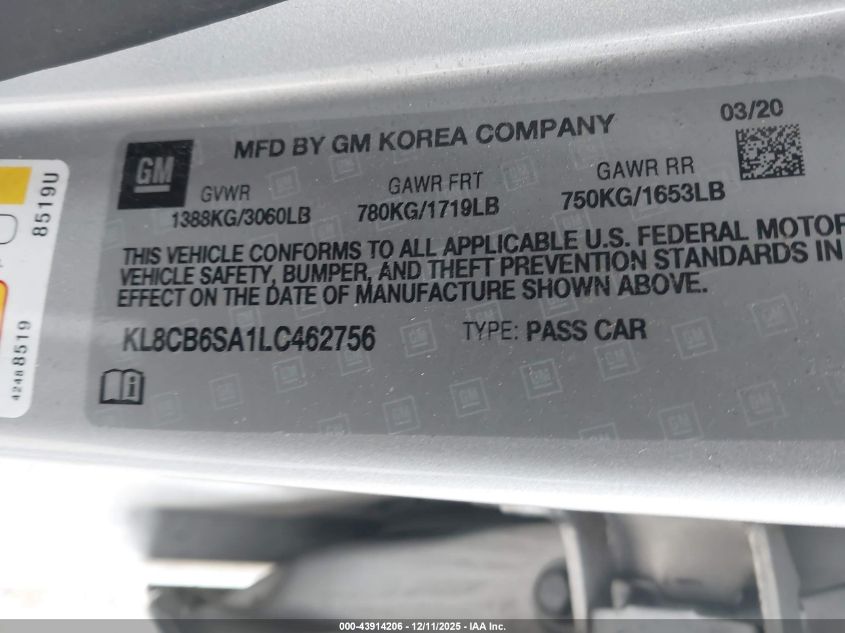 MFD BY GM KOREA COMPANY
03/20
GM
GVWR
GAWR FRT
GAWR RR
1388KG/3060LB
780KG/1719LB
750KG/1653LB
THIS VEHICLE CONFORMS TO ALL APPLICABLE U.S. FEDERAL MOTOR
VEHICLE SAFETY, BUMPER, AND THEFT PREVENTION STANDARDS IN
EFFECT ON THE DATE OF MANUFACTURE SHOWN ABOVE.
KL8CB6SA1LC462756
TYPE: PASS CAR
8519U
4248 8519
000-43914206 - 12/11/2025 - IAA Inc.